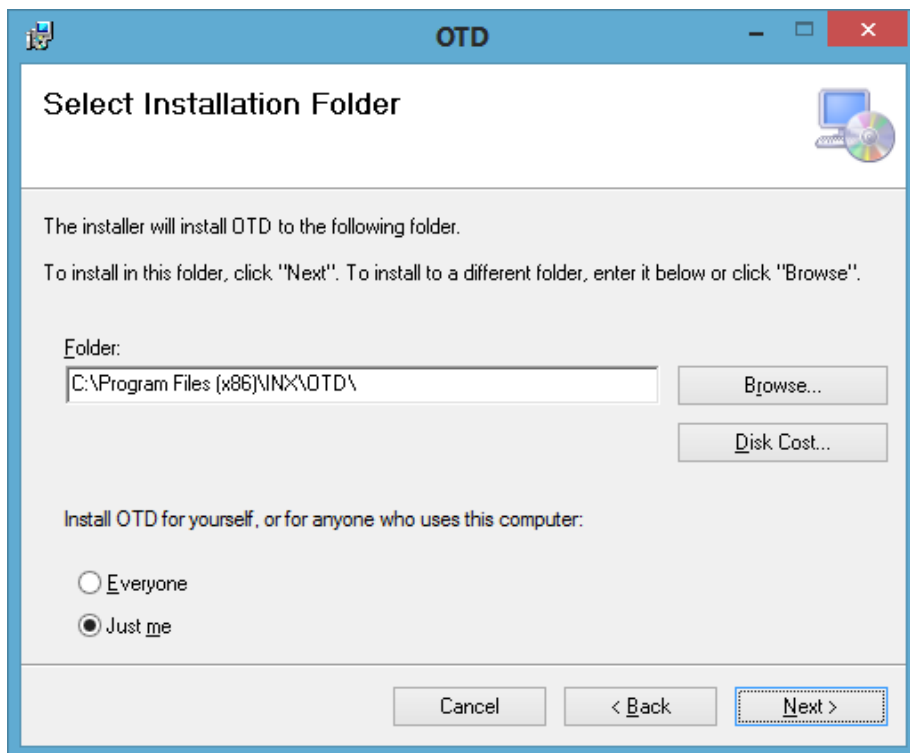 OTD
Select Installation Folder
The installer will install OTD to the following folder.
To install in this folder, click "Next". To install to a different folder, enter it below or click "Browse".
Folder:
C:\Program Files (x86)\INX\OTD\
Browse...
Disk Cost...
Install OTD for yourself, or for anyone who uses this computer:
Everyone
Just me
Cancel
< Back
Next >